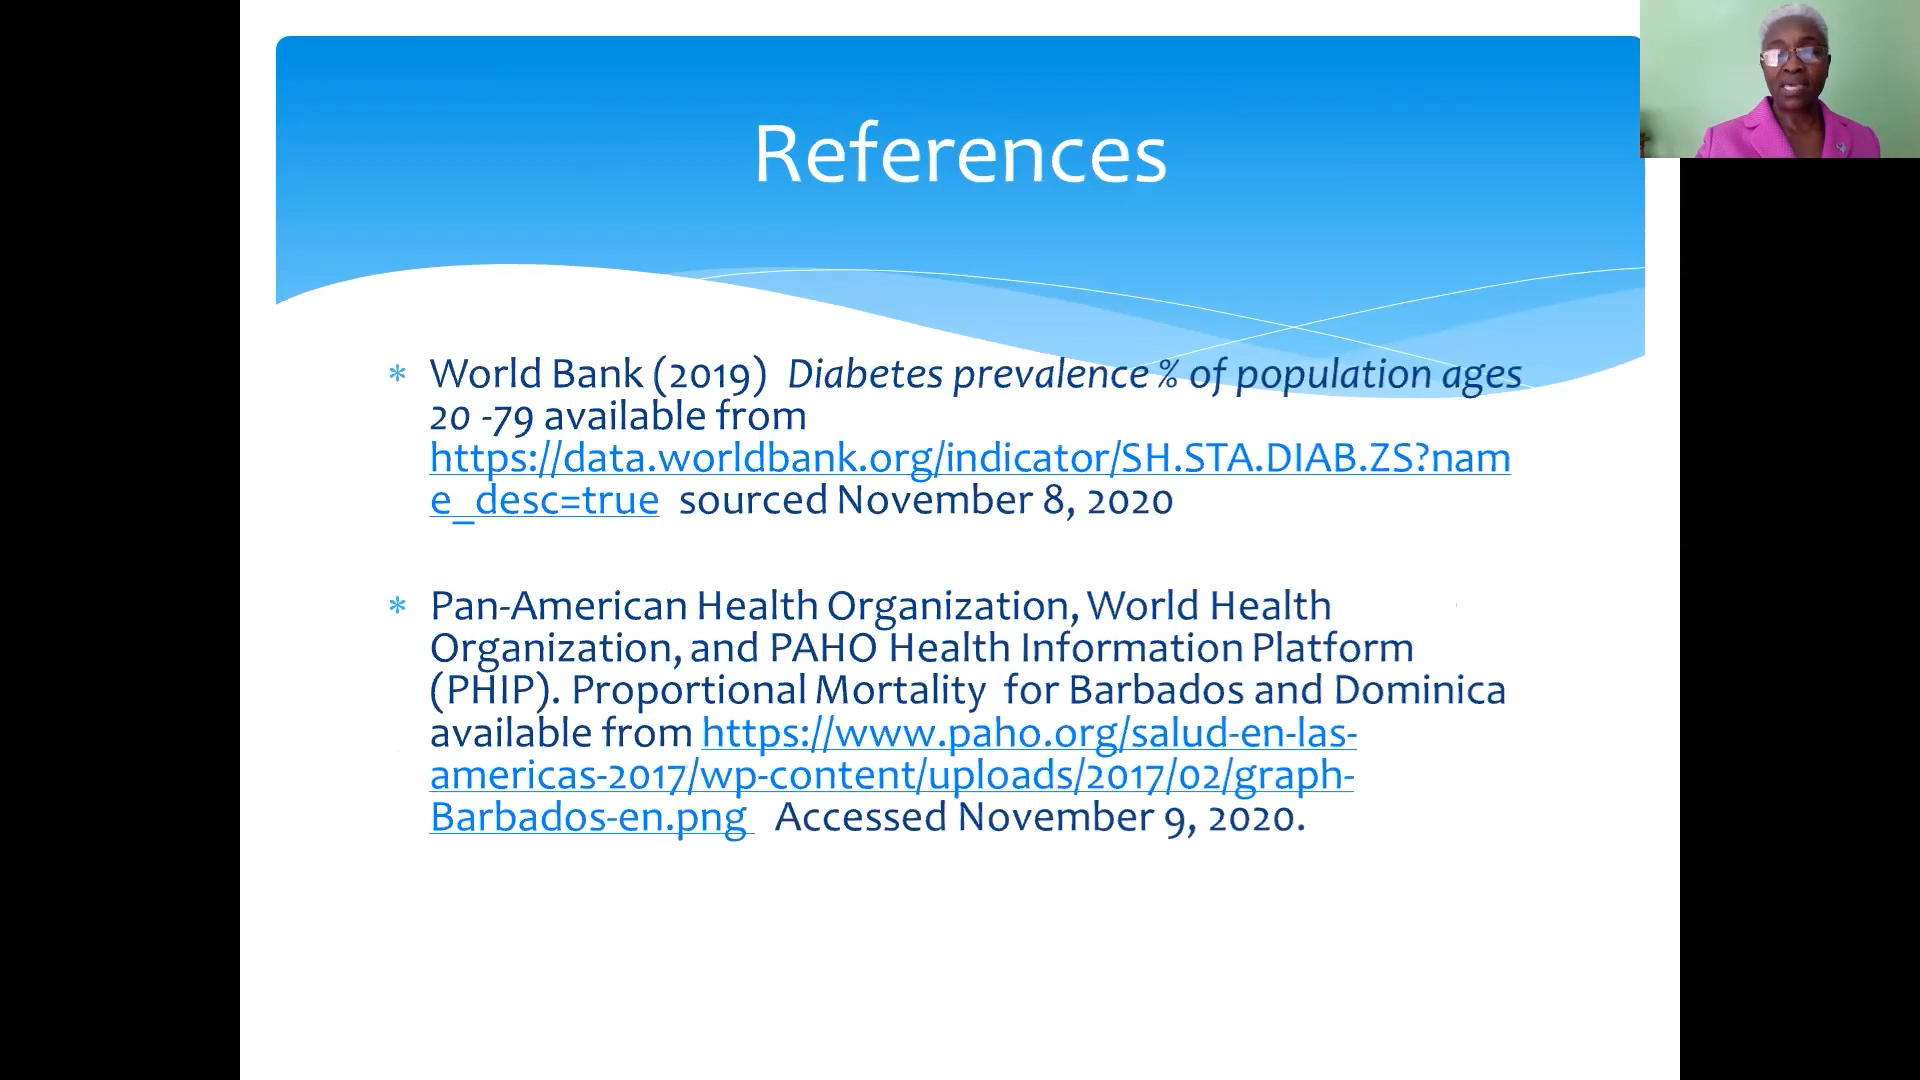 References
* World Bank (2019) Diabetes prevalence % of population ages
20 -79 available from
https://data.worldbank.org/indicator/SH.STA.DIAB.ZS?nam
e_desc=true sourced November 8, 2020
* Pan-American Health Organization, World Health
Organization, and PAHO Health Information Platform
(PHIP). Proportional Mortality for Barbados and Dominica
available from https://www.paho.org/salud-en-las-
americas-2017/wp-content/uploads/2017/02/graph-
Barbados-en.png Accessed November 9, 2020.